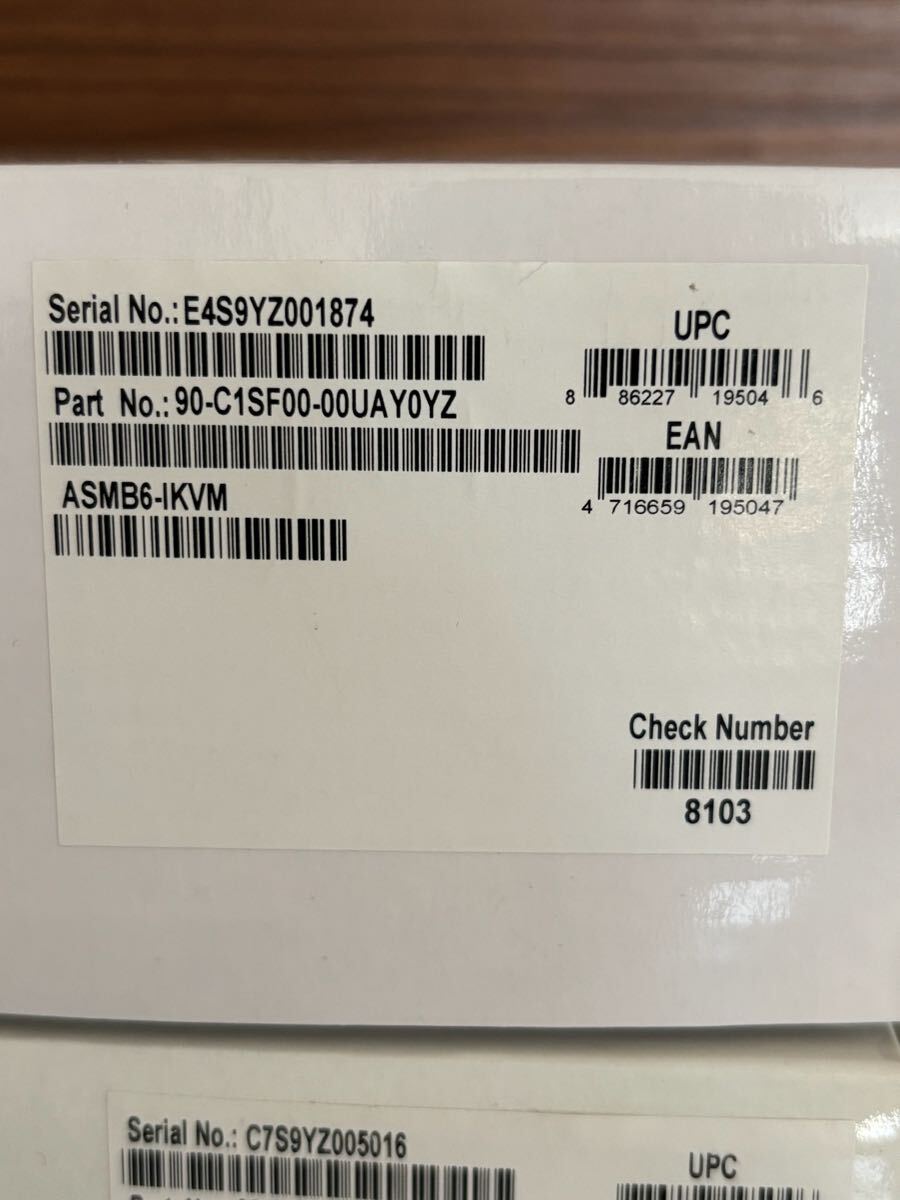 Serial No.: E4S9YZ001874
Part No.: 90-C1SF00-00UAY0YZ
ASMB6-IKVM
UPC
8 86227 19504 6
EAN
4 716659 195047
Check Number
8103
Serial No.: C7S9YZ005016
UPC